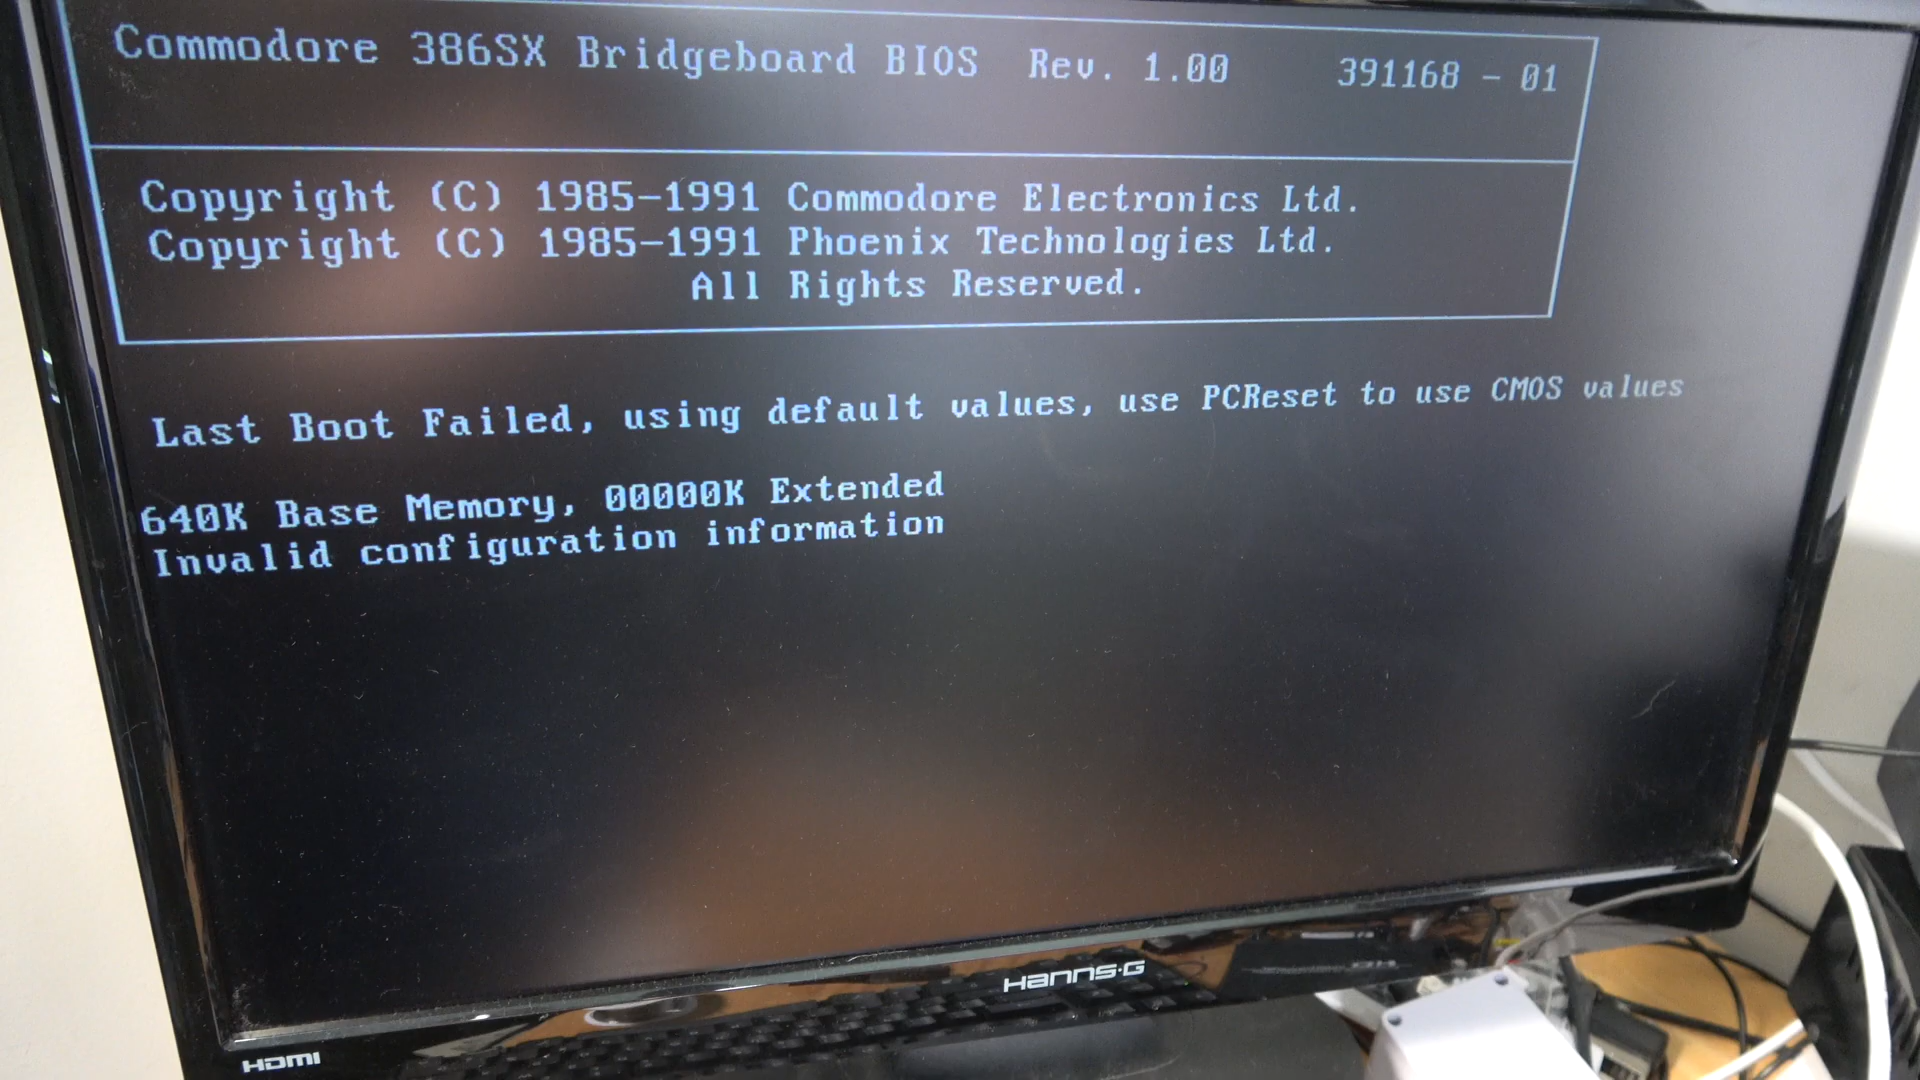 Commodore 386SX Bridgeboard BIOS Rev. 1.00 391168 - 01
Copyright (C) 1985-1991 Commodore Electronics Ltd.
Copyright (C) 1985-1991 Phoenix Technologies Ltd.
All Rights Reserved.
Last Boot Failed, using default values, use PCReset to use CMOS values
640K Base Memory, 00000K Extended
Invalid configuration information
HANNS·G
HDMI